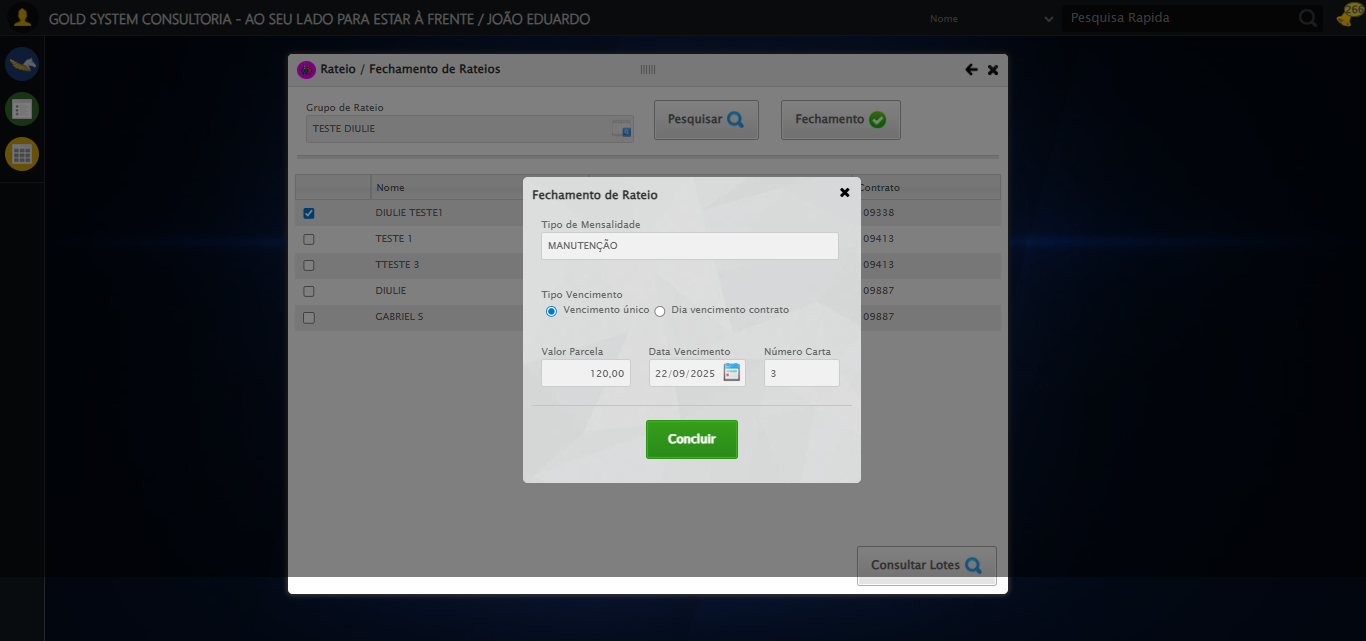 GOLD SYSTEM CONSULTORIA - AO SEU LADO PARA ESTAR À FRENTE / JOÃO EDUARDO
Nome
Pesquisa Rapida
266
Rateio / Fechamento de Rateios
Grupo de Rateio
TESTE DIULIE
Pesquisar
Fechamento
Nome
Contrato
DIULIE TESTE1
09338
TESTE 1
09413
TTESTE 3
09413
DIULIE
09887
GABRIEL S
09887
Fechamento de Rateio
Tipo de Mensalidade
MANUTENÇÃO
Tipo Vencimento
Vencimento único
Dia vencimento contrato
Valor Parcela
Data Vencimento
Número Carta
120,00
22/09/2025
3
Concluir
Consultar Lotes